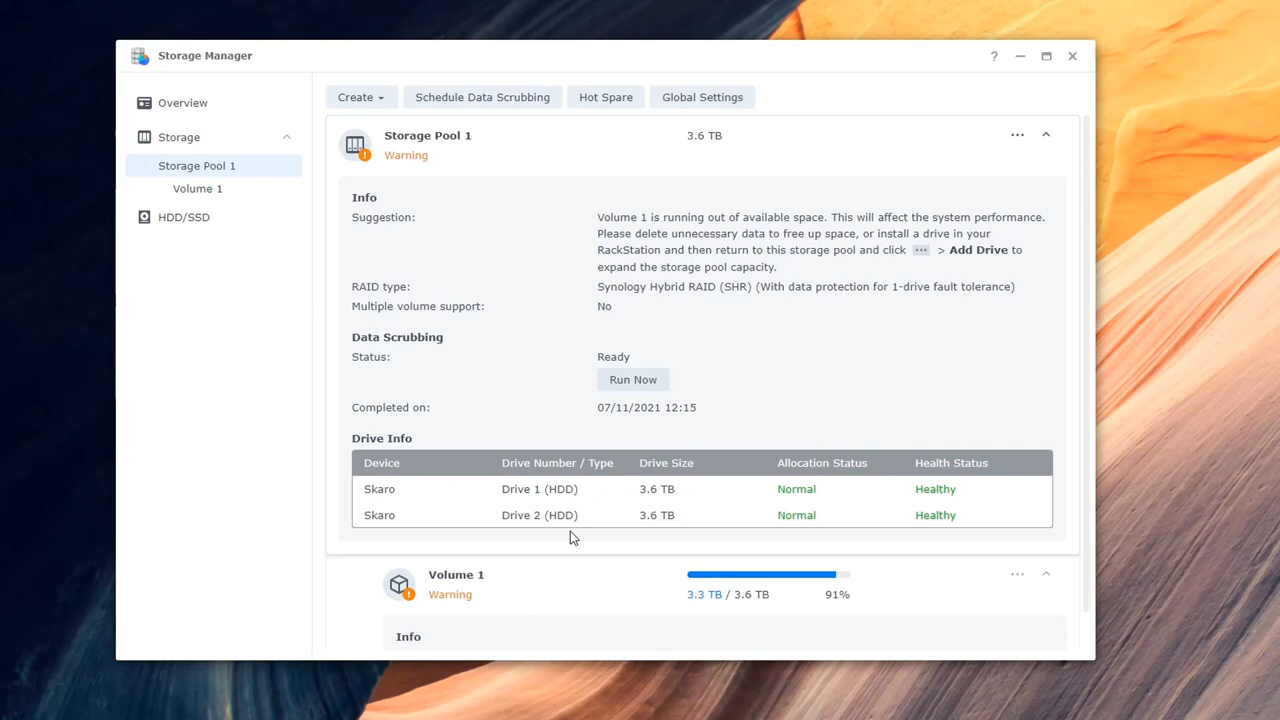 Storage Manager
?
Overview
Storage
Storage Pool 1
Volume 1
HDD/SSD
Create
Schedule Data Scrubbing
Hot Spare
Global Settings
Storage Pool 1
3.6 TB
Warning
Info
Suggestion:
Volume 1 is running out of available space. This will affect the system performance.
Please delete unnecessary data to free up space, or install a drive in your
RackStation and then return to this storage pool and click ••• > Add Drive to
expand the storage pool capacity.
RAID type:
Synology Hybrid RAID (SHR) (With data protection for 1-drive fault tolerance)
Multiple volume support:
No
Data Scrubbing
Status:
Ready
Run Now
Completed on:
07/11/2021 12:15
Drive Info
Device Drive Number / Type Drive Size Allocation Status Health Status
Skaro Drive 1 (HDD) 3.6 TB Normal Healthy
Skaro Drive 2 (HDD) 3.6 TB Normal Healthy
Volume 1
Warning
3.3 TB / 3.6 TB 91%
Info